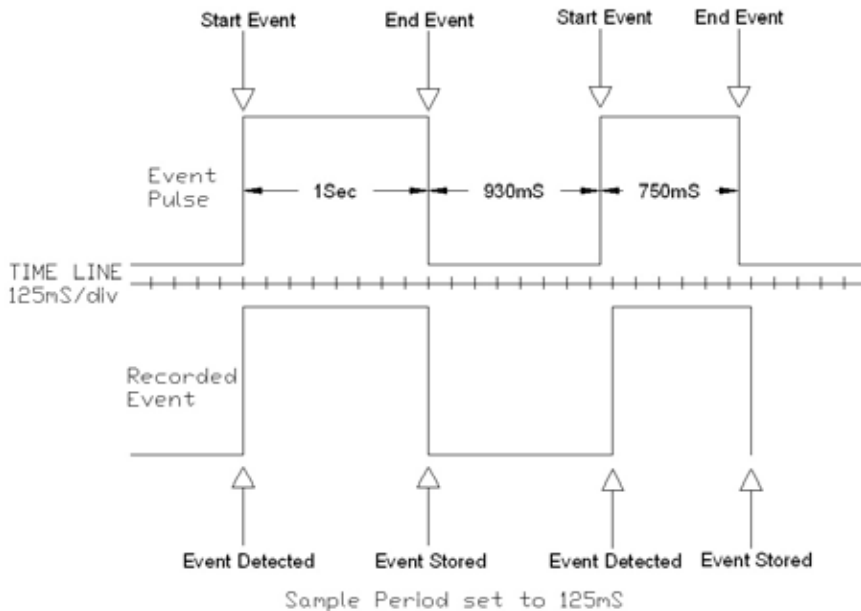 Start Event End Event Start Event End Event
Event
Pulse
1Sec 930mS 750mS
TIME LINE
125mS/div
Recorded
Event
Event Detected Event Stored Event Detected Event Stored
Sample Period set to 125mS